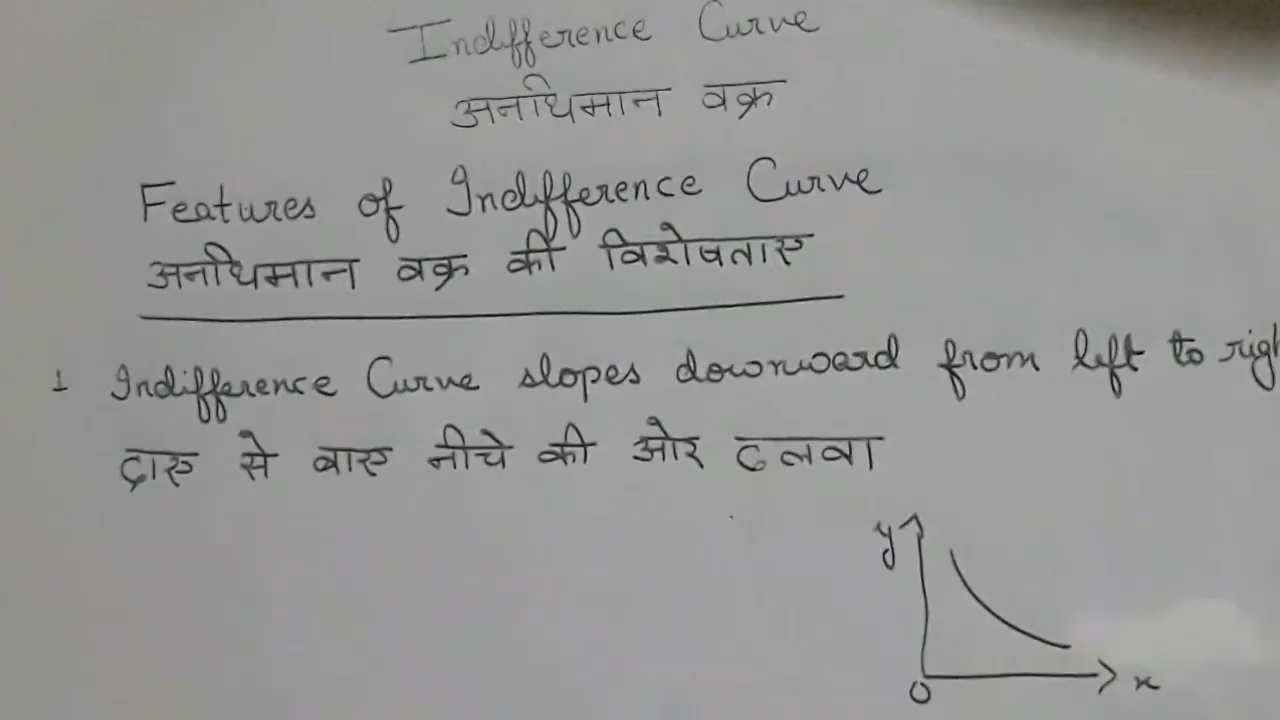 Indifference Curve
अनधिमान वक्र
Features of Indifference Curve
अनधिमान वक्र की विशेषतारु
1 Indifference Curve slopes downward from left to righ
दारु से बारु नीचे की ओर ढलवा
y
O x